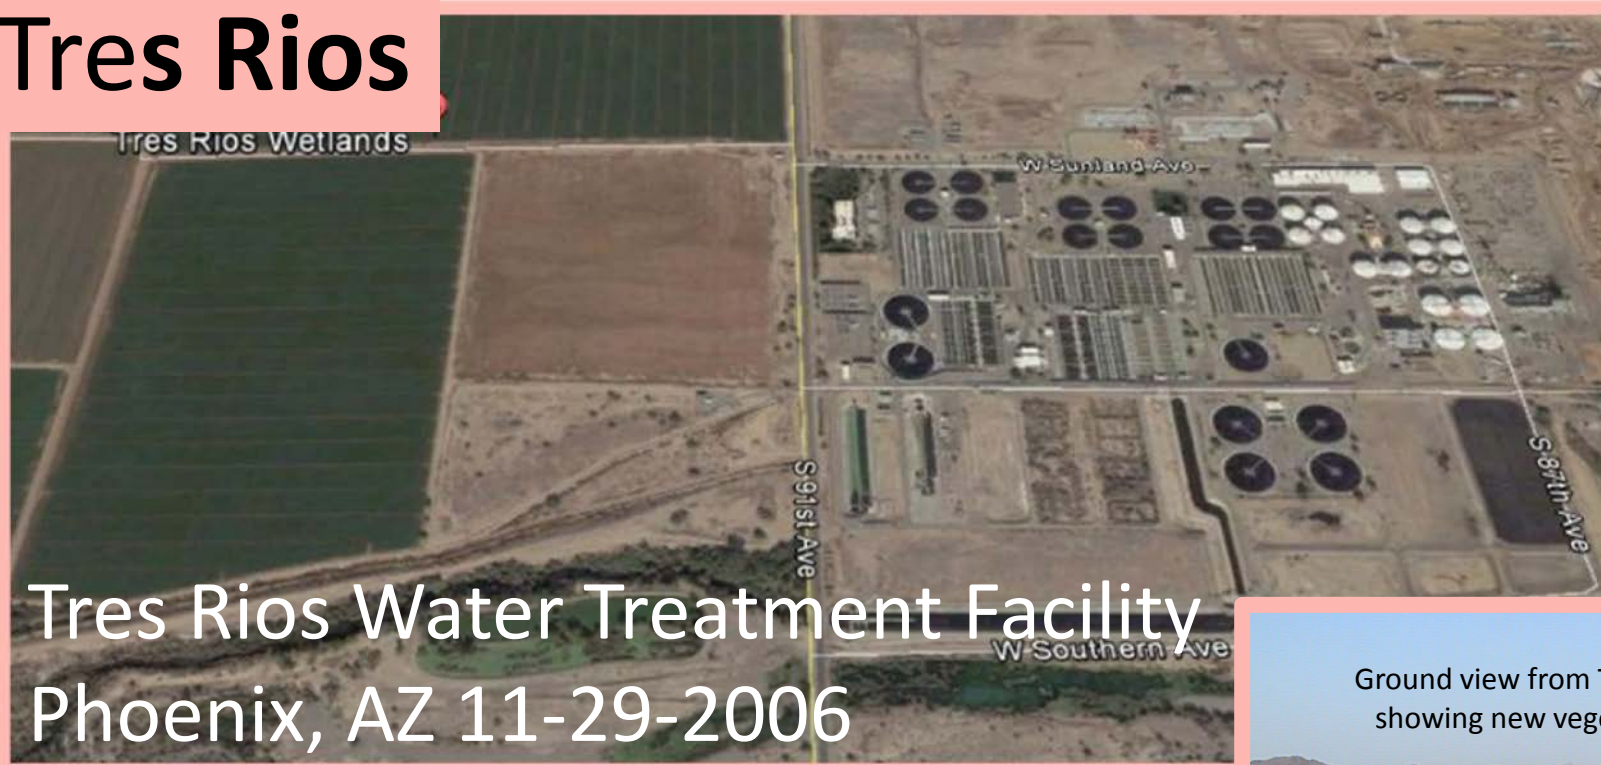 Tres Rios
Tres Rios Wetlands
W Sunland Ave
S 91st Ave
S 87th Ave
Tres Rios Water Treatment Facility
W Southern Ave
Phoenix, AZ 11-29-2006
Ground view from
showing new